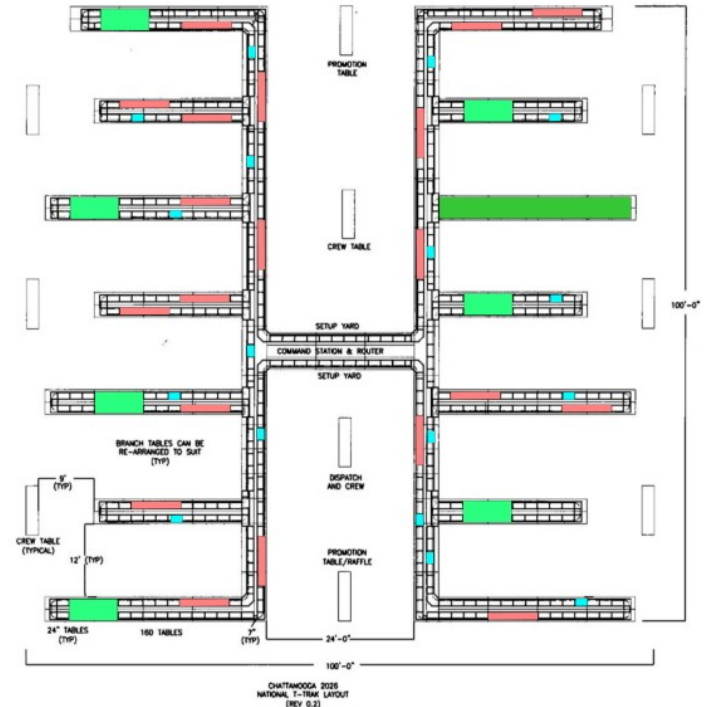 PROMOTION
TABLE
CREW TABLE
100'-0"
SETUP YARD
COMMAND STATION & ROUTER
SETUP YARD
BRANCH TABLES CAN BE
RE-ARRANGED TO SUIT
(TYP)
9'
(TYP)
DISPATCH
AND CREW
CREW TABLE
(TYPICAL)
12' (TYP)
PROMOTION
TABLE/RAFFLE
24" TABLES
(TYP)
160 TABLES
7"
(TYP)
24'-0"
100'-0"
CHATTANOOGA 2026
NATIONAL T-TRAK LAYOUT
(REV 0.2)